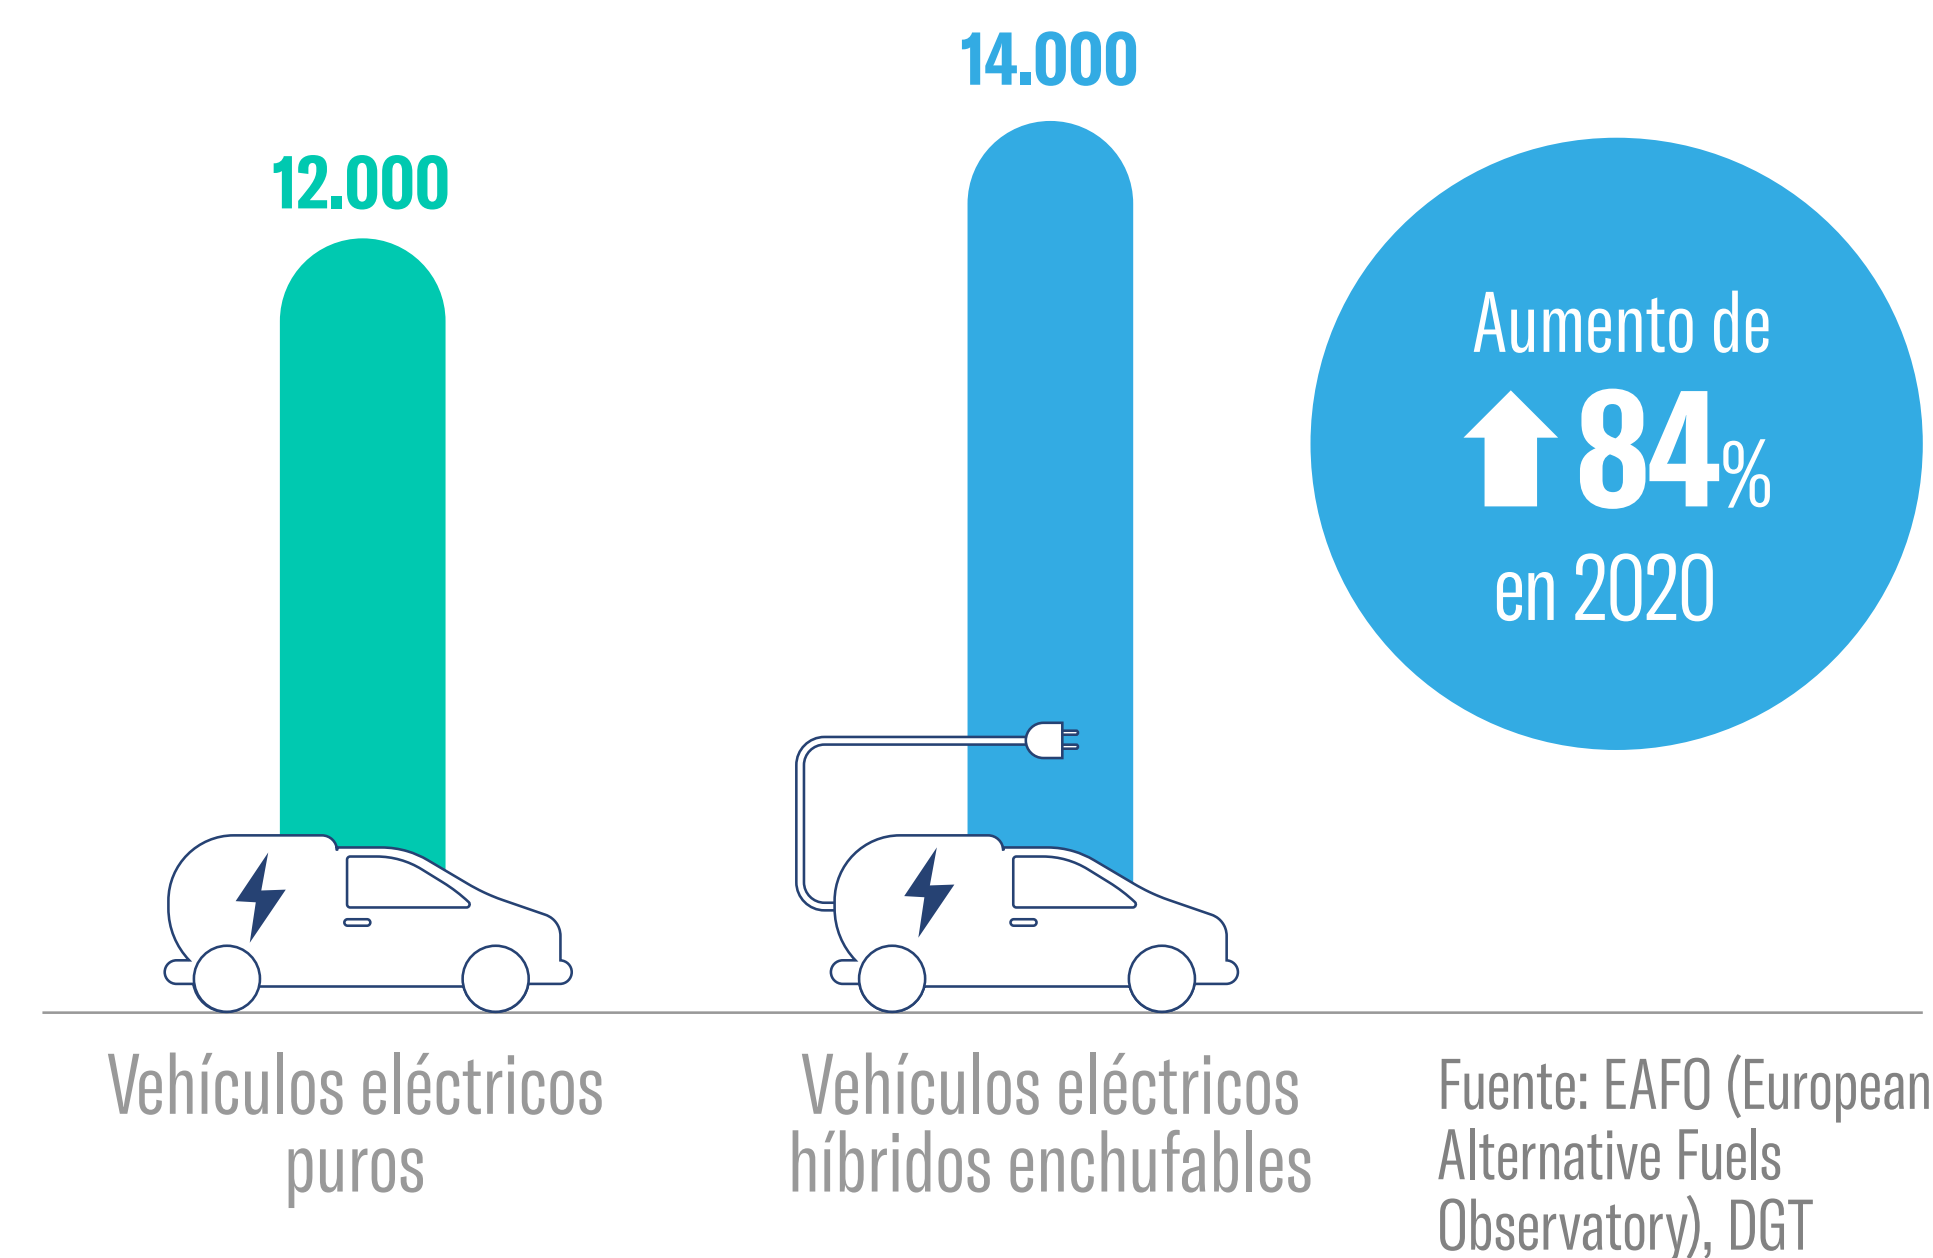 12.000
14.000
Aumento de
84%
en 2020
Vehículos eléctricos
puros
Vehículos eléctricos
híbridos enchufables
Fuente: EAFO (European
Alternative Fuels
Observatory), DGT